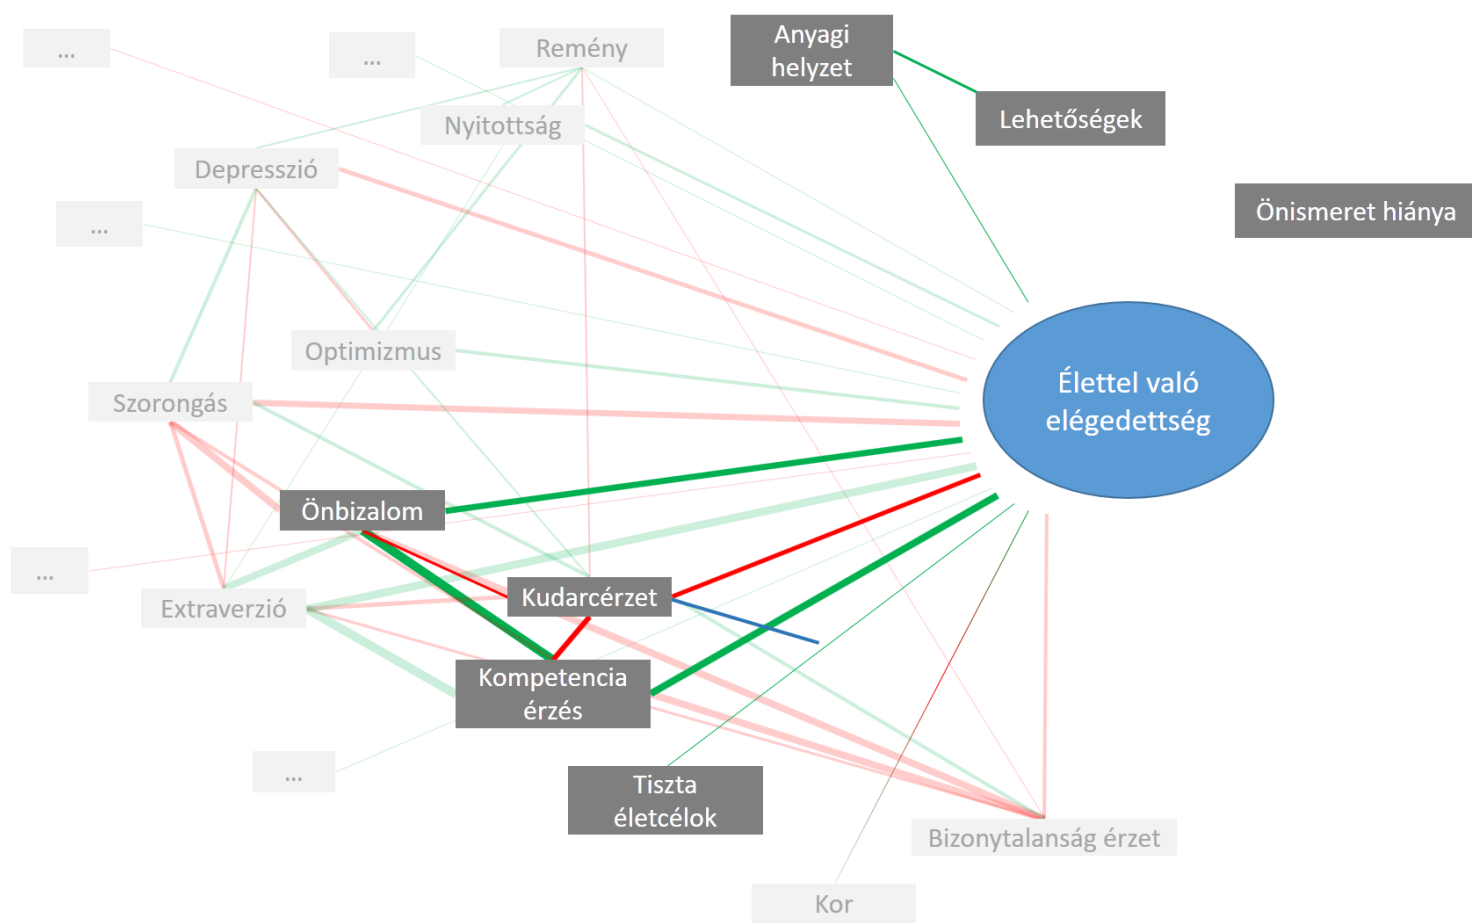 ...
...
Remény
Anyagi
helyzet
Nyitottság
Lehetőségek
Depresszió
...
Önismeret hiánya
Optimizmus
Élettel való
elégedettség
Szorongás
Önbizalom
...
Extraverzió
Kudarcérzet
Kompetencia
érzés
...
Tiszta
életcélok
Bizonytalanság érzet
Kor